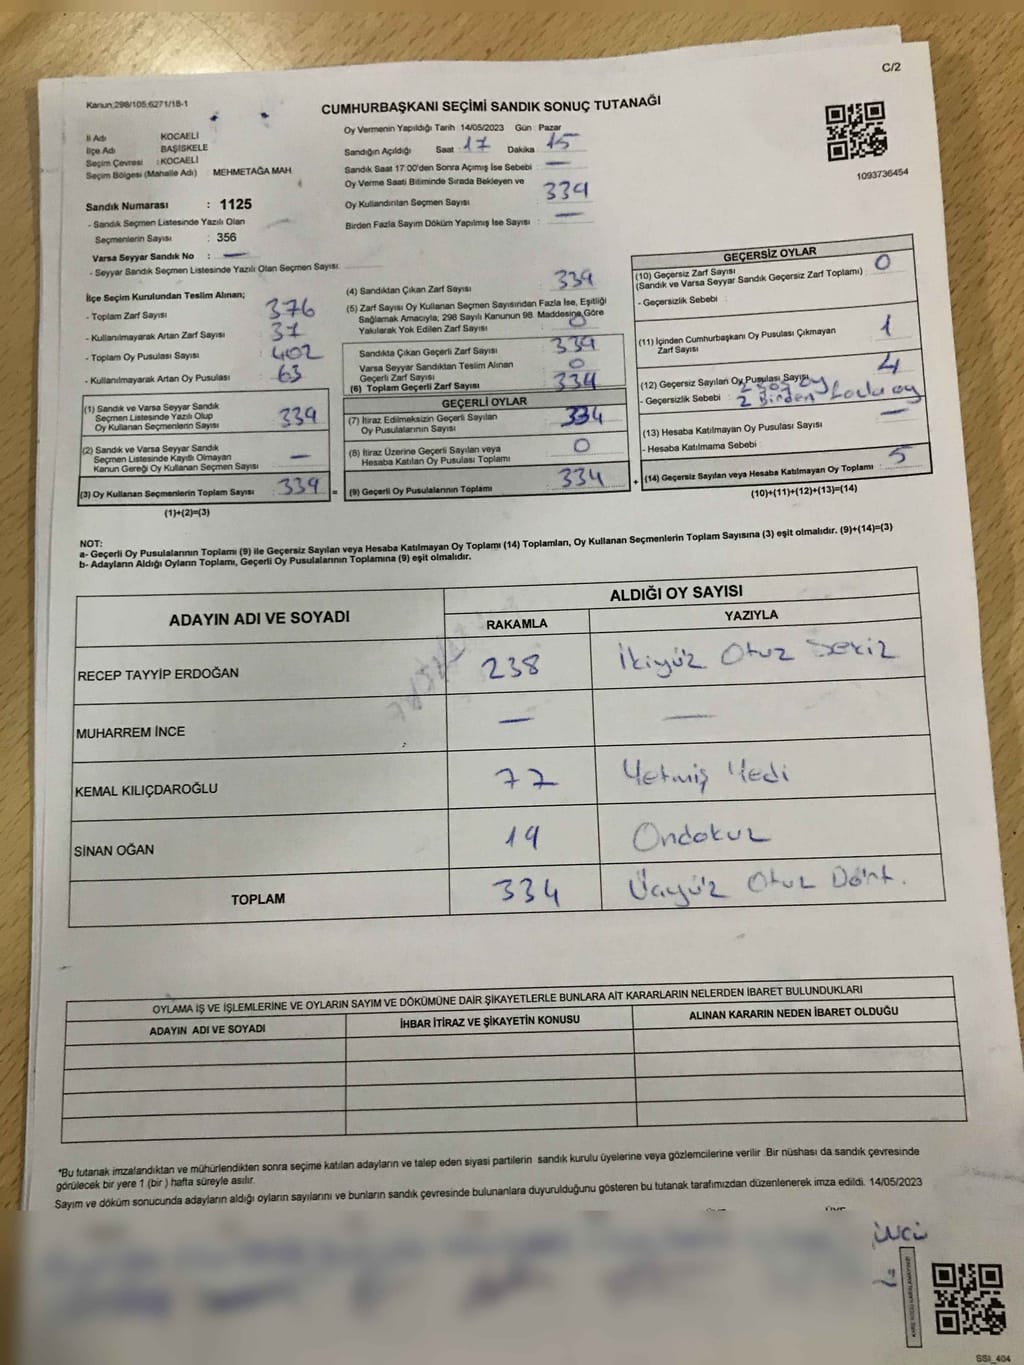 C/2
Kanun:298/105;6271/18-1
CUMHURBAŞKANI SEÇİMİ SANDIK SONUÇ TUTANAĞI
İl Adı KOCAELİ
İlçe Adı BAŞİSKELE
Seçim Çevresi : KOCAELİ
Seçim Bölgesi (Mahalle Adı) MEHMETAĞA MAH.
Sandık Numarası : 1125
- Sandık Seçmen Listesinde Yazılı Olan
Seçmenlerin Sayısı : 356
Varsa Seyyar Sandık No : —
- Seyyar Sandık Seçmen Listesinde Yazılı Olan Seçmen Sayısı:
Oy Vermenin Yapıldığı Tarih 14/05/2023 Gün : Pazar
Sandığın Açıldığı Saat : 17 Dakika : 15
Sandık Saat 17:00'den Sonra Açımış İse Sebebi : —
Oy Verme Saati Bitiminde Sırada Bekleyen ve
Oy Kullandırılan Seçmen Sayısı : 339
Birden Fazla Sayım Döküm Yapılmış İse Sayısı : —
1093736454
İlçe Seçim Kurulundan Teslim Alınan;
- Toplam Zarf Sayısı : 376
- Kullanılmayarak Artan Zarf Sayısı : 37
- Toplam Oy Pusulası Sayısı : 402
- Kullanılmayarak Artan Oy Pusulası : 63
(1) Sandık ve Varsa Seyyar Sandık
Seçmen Listesinde Yazılı Olup
Oy Kullanan Seçmenlerin Sayısı : 339
(2) Sandık ve Varsa Seyyar Sandık
Seçmen Listesinde Kayıtlı Olmayan
Kanun Gereği Oy Kullanan Seçmen Sayısı : —
(3) Oy Kullanan Seçmenlerin Toplam Sayısı : 339 =
(1)+(2)=(3)
(4) Sandıktan Çıkan Zarf Sayısı : 339
(5) Zarf Sayısı Oy Kullanan Seçmen Sayısından Fazla İse, Eşitliği
Sağlamak Amacıyla; 298 Sayılı Kanunun 98. Maddesine Göre
Yakılarak Yok Edilen Zarf Sayısı : 0
Sandıkta Çıkan Geçerli Zarf Sayısı : 339
Varsa Seyyar Sandıktan Teslim Alınan
Geçerli Zarf Sayısı : 0
(6) Toplam Geçerli Zarf Sayısı : 334
GEÇERLİ OYLAR
(7) İtiraz Edilmeksizin Geçerli Sayılan
Oy Pusulalarının Sayısı : 334
(8) İtiraz Üzerine Geçerli Sayılan veya
Hesaba Katılan Oy Pusulası Toplamı : 0
(9) Geçerli Oy Pusulalarının Toplamı : 334 +
GEÇERSİZ OYLAR
(10) Geçersiz Zarf Sayısı
(Sandık ve Varsa Seyyar Sandık Geçersiz Zarf Toplamı) : 0
- Geçersizlik Sebebi :
(11) İçinden Cumhurbaşkanı Oy Pusulası Çıkmayan
Zarf Sayısı : 1
(12) Geçersiz Sayılan Oy Pusulası Sayısı : 4
- Geçersizlik Sebebi : 2 oy
2 Birden fazla oy
(13) Hesaba Katılmayan Oy Pusulası Sayısı : —
- Hesaba Katılmama Sebebi :
(14) Geçersiz Sayılan veya Hesaba Katılmayan Oy Toplamı : 5
(10)+(11)+(12)+(13)=(14)
NOT:
a- Geçerli Oy Pusulalarının Toplamı (9) ile Geçersiz Sayılan veya Hesaba Katılmayan Oy Toplamı (14) Toplamları, Oy Kullanan Seçmenlerin Toplam Sayısına (3) eşit olmalıdır. (9)+(14)=(3)
b- Adayların Aldığı Oyların Toplamı, Geçerli Oy Pusulalarının Toplamına (9) eşit olmalıdır.
ADAYIN ADI VE SOYADI ALDIĞI OY SAYISI
RAKAMLA YAZIYLA
RECEP TAYYİP ERDOĞAN 238 İkiyüz Otuz Sekiz
MUHARREM İNCE — —
KEMAL KILIÇDAROĞLU 77 Yetmiş Yedi
SİNAN OĞAN 19 Ondokuz
TOPLAM 334 Üçyüz Otuz Dört.
OYLAMA İŞ VE İŞLEMLERİNE VE OYLARIN SAYIM VE DÖKÜMÜNE DAİR ŞİKAYETLERLE BUNLARA AİT KARARLARIN NELERDEN İBARET BULUNDUKLARI
ADAYIN ADI VE SOYADI İHBAR İTİRAZ VE ŞİKAYETİN KONUSU ALINAN KARARIN NEDEN İBARET OLDUĞU
*Bu tutanak imzalandıktan ve mühürlendikten sonra seçime katılan adayların ve talep eden siyasi partilerin sandık kurulu üyelerine veya gözlemcilerine verilir. Bir nüshası da sandık çevresinde
görülecek bir yere 1 (bir ) hafta süreyle asılır.
Sayım ve döküm sonucunda adayların aldığı oyların sayılarını ve bunların sandık çevresinde bulunanlara duyurulduğunu gösteren bu tutanak tarafımızdan düzenlenerek imza edildi. 14/05/2023
SSI_404